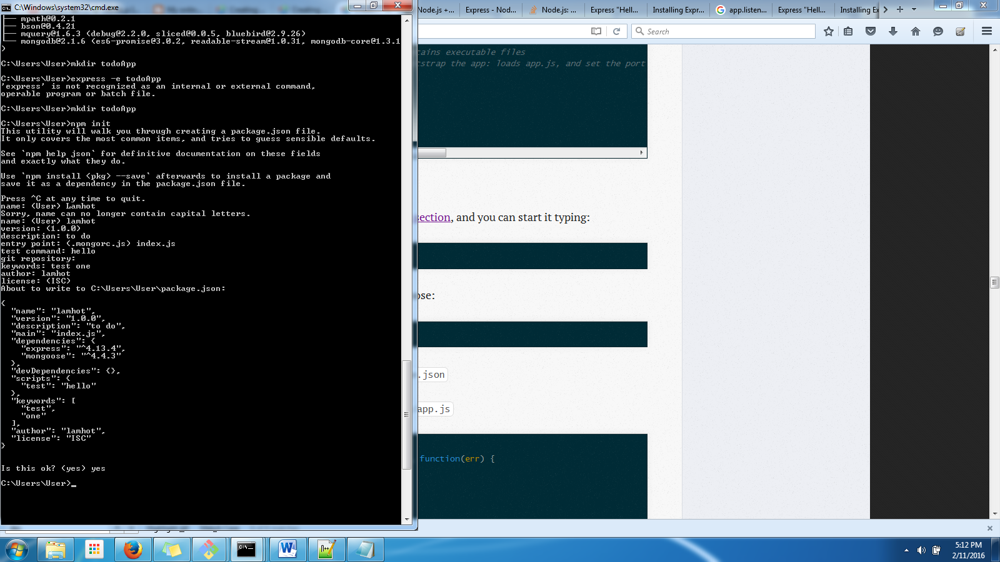 C:\Windows\system32\cmd.exe
mpath@0.2.1
bson@0.4.21
mquery@1.6.3 (debug@2.2.0, sliced@0.0.5, bluebird@2.9.26)
mongodb@2.1.6 (es6-promise@3.0.2, readable-stream@1.0.31, mongodb-core@1.3.1
)
C:\Users\User>mkdir todoApp
C:\Users\User>express -e todoApp
'express' is not recognized as an internal or external command,
operable program or batch file.
C:\Users\User>mkdir todoApp
C:\Users\User>npm init
This utility will walk you through creating a package.json file.
It only covers the most common items, and tries to guess sensible defaults.
See `npm help json` for definitive documentation on these fields
and exactly what they do.
Use `npm install <pkg> --save` afterwards to install a package and
save it as a dependency in the package.json file.
Press ^C at any time to quit.
name: (User) Lamhot
Sorry, name can no longer contain capital letters.
name: (User) lamhot
version: (1.0.0)
description: to do
entry point: (.mongorc.js) index.js
test command: hello
git repository:
keywords: test one
author: lamhot
license: (ISC)
About to write to C:\Users\User\package.json:
{
"name": "lamhot",
"version": "1.0.0",
"description": "to do",
"main": "index.js",
"dependencies": {
"express": "^4.13.4",
"mongoose": "^4.4.3"
},
"devDependencies": {},
"scripts": {
"test": "hello"
},
"keywords": [
"test",
"one"
],
"author": "lamhot",
"license": "ISC"
}
Is this ok? (yes) yes
C:\Users\User>_
Node.js +...
Express - Nod...
Node.js: ...
Express "Hell...
Installing Expr...
app.listen...
Express "Hell...
Installing Ex
Search
tains executable files
tstrap the app: loads app.js, and set the port
section, and you can start it typing:
ose:
.json
app.js
function(err) {
5:12 PM
2/11/2016